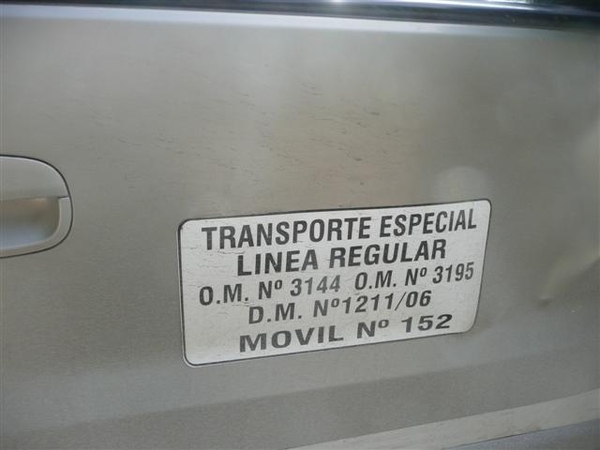 TRANSPORTE ESPECIAL
LINEA REGULAR
O.M. Nº 3144 O.M. Nº 3195
D.M. Nº1211/06
MOVIL Nº 152